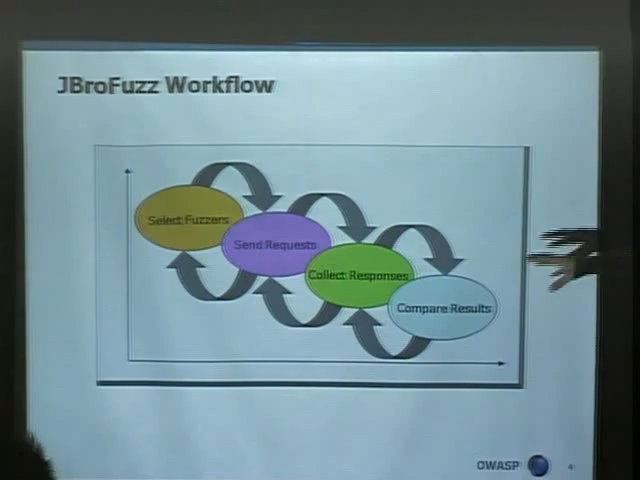 JBroFuzz Workflow
Select Fuzzers
Send Requests
Collect Responses
Compare Results
OWASP